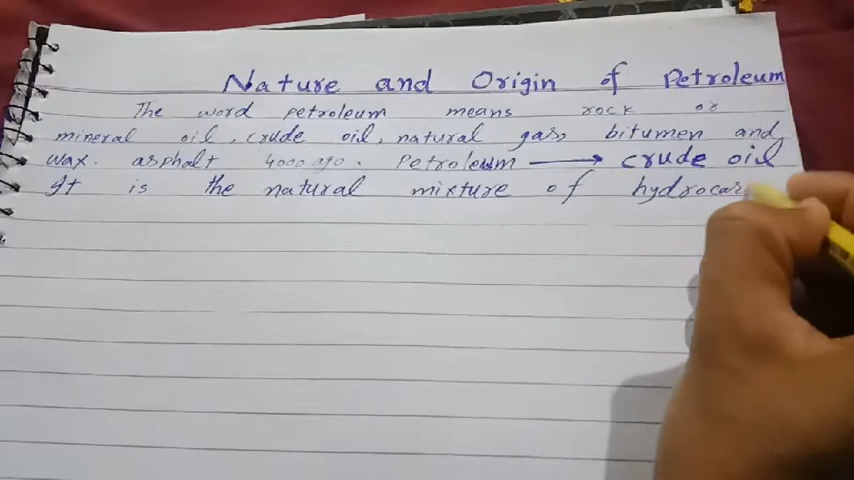 Nature and Origin of Petroleum
The word petroleum means rock or
mineral oil, crude oil, natural gas, bitumen and
wax. asphalt 4000 ago. Petroleum → crude oil
It is the natural mixture of hydrocar